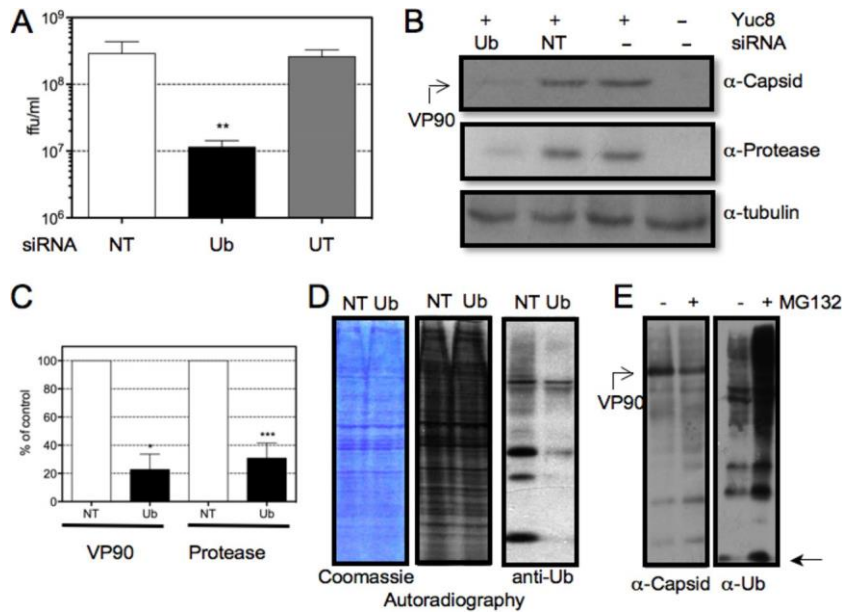 A
ffu/ml
10⁹
10⁸
10⁷
10⁶
**
siRNA NT Ub UT
B
+ + + – Yuc8
Ub NT – – siRNA
VP90
α-Capsid
α-Protease
α-tubulin
C
% of control
100
80
60
40
20
0
* ***
NT Ub NT Ub
VP90 Protease
D
NT Ub NT Ub NT Ub
Coomassie anti-Ub
Autoradiography
E
- + - + MG132
VP90
α-Capsid α-Ub